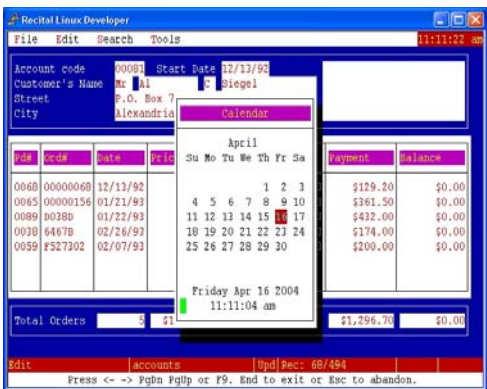 Recital Linux Developer
File Edit Search Tools 11:11:22 am
Account code 00081 Start Date 12/13/92
Customer's Name Mr Al C Siegel
Street P.O. Box 7
City Alexandria
Calendar
April
Su Mo Tu We Th Fr Sa
1 2 3
4 5 6 7 8 9 10
11 12 13 14 15 16 17
18 19 20 21 22 23 24
25 26 27 28 29 30
Friday Apr 16 2004
11:11:04 am
Pd# Ord# Date Pric Payment Balance
0068 00000068 12/13/92 $129.20 $0.00
0065 00000156 01/21/93 $361.50 $0.00
0089 D038D 01/22/93 $432.00 $0.00
0038 6467B 02/26/93 $174.00 $0.00
0059 F527302 02/07/93 $200.00 $0.00
Total Orders 5 $1 $1,296.70 $0.00
Edit accounts Upd Rec: 68/494
Press <- -> PgDn PgUp or F9. End to exit or Esc to abandon.